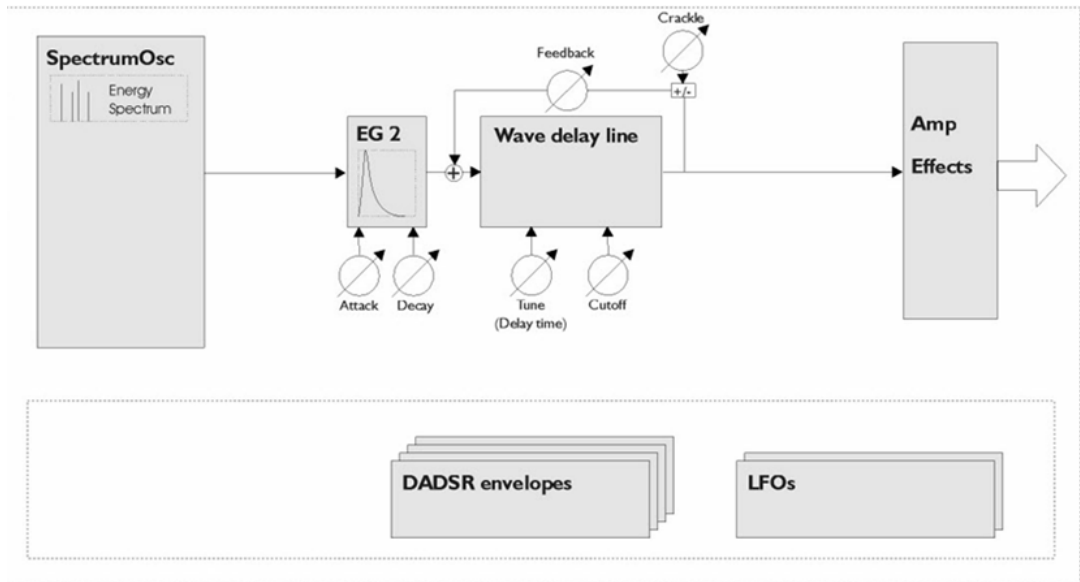 Crackle
SpectrumOsc
Energy
Spectrum
Feedback
+/-
EG 2
Wave delay line
Amp
Effects
+
Attack
Decay
Tune
(Delay time)
Cutoff
DADSR envelopes
LFOs